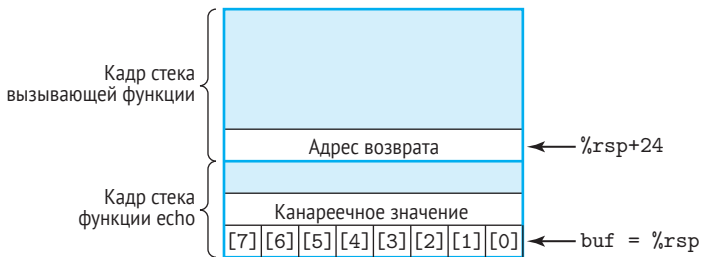 Кадр стека
вызывающей функции
Адрес возврата
%rsp+24
Кадр стека
функции echo
Канареечное значение
[7] [6] [5] [4] [3] [2] [1] [0]
buf = %rsp